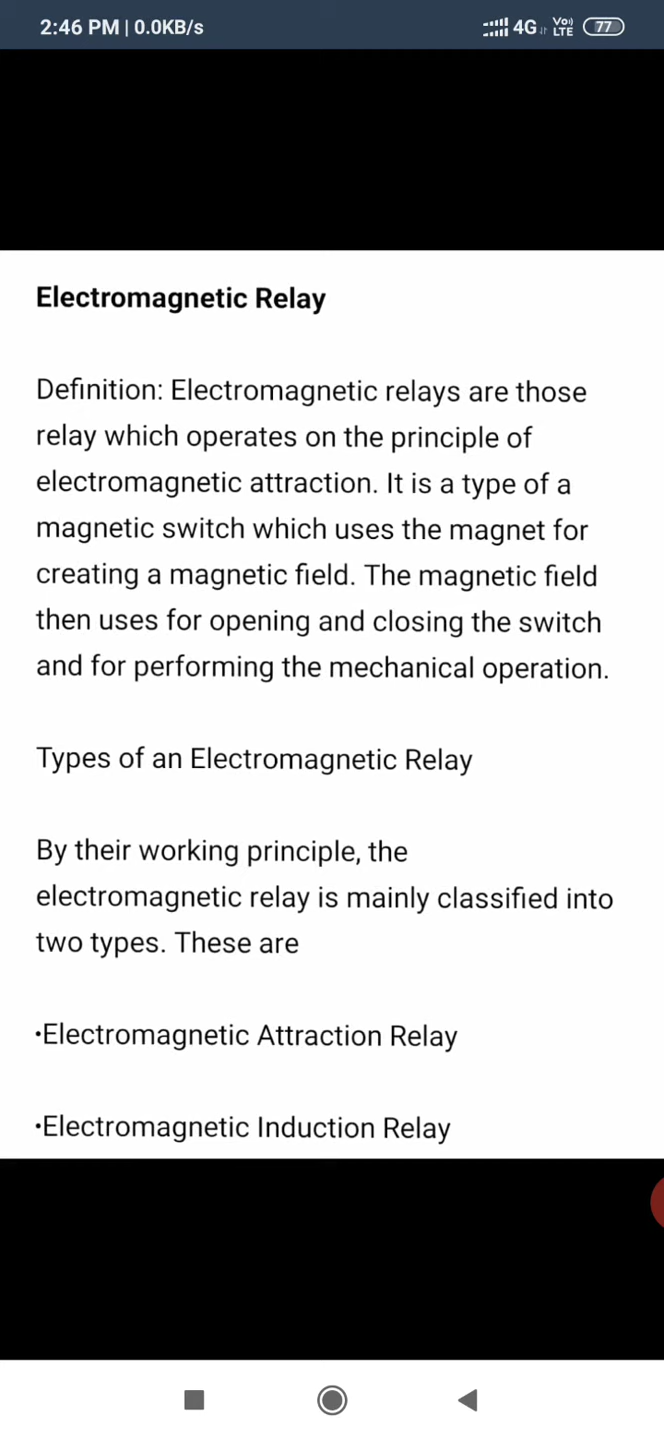 2:46 PM | 0.0KB/s 4G Vo) LTE 77
Electromagnetic Relay
Definition: Electromagnetic relays are those
relay which operates on the principle of
electromagnetic attraction. It is a type of a
magnetic switch which uses the magnet for
creating a magnetic field. The magnetic field
then uses for opening and closing the switch
and for performing the mechanical operation.
Types of an Electromagnetic Relay
By their working principle, the
electromagnetic relay is mainly classified into
two types. These are
•Electromagnetic Attraction Relay
•Electromagnetic Induction Relay